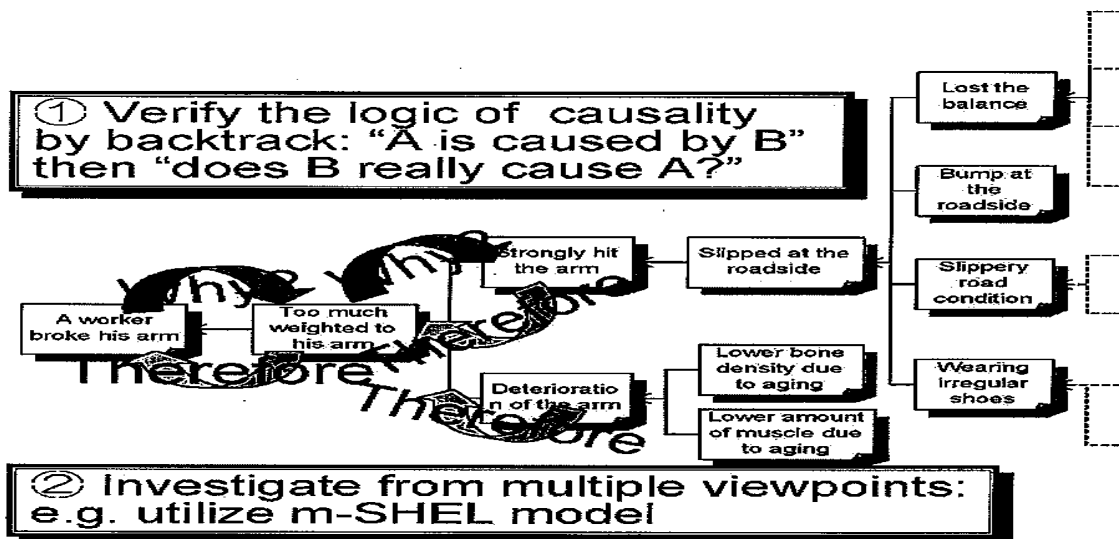 ① Verify the logic of causality
by backtrack: “A is caused by B”
then “does B really cause A?”
Lost the
balance
Bump at
the
roadside
Why?
Why?
Strongly hit
the arm
Slipped at the
roadside
Slippery
road
condition
A worker
broke his arm
Too much
weighted to
his arm
Therefore
Therefore
Therefore
Deterioratio
n of the arm
Lower bone
density due
to aging
Lower amount
of muscle due
to aging
Wearing
irregular
shoes
② Investigate from multiple viewpoints:
e.g. utilize m-SHEL model